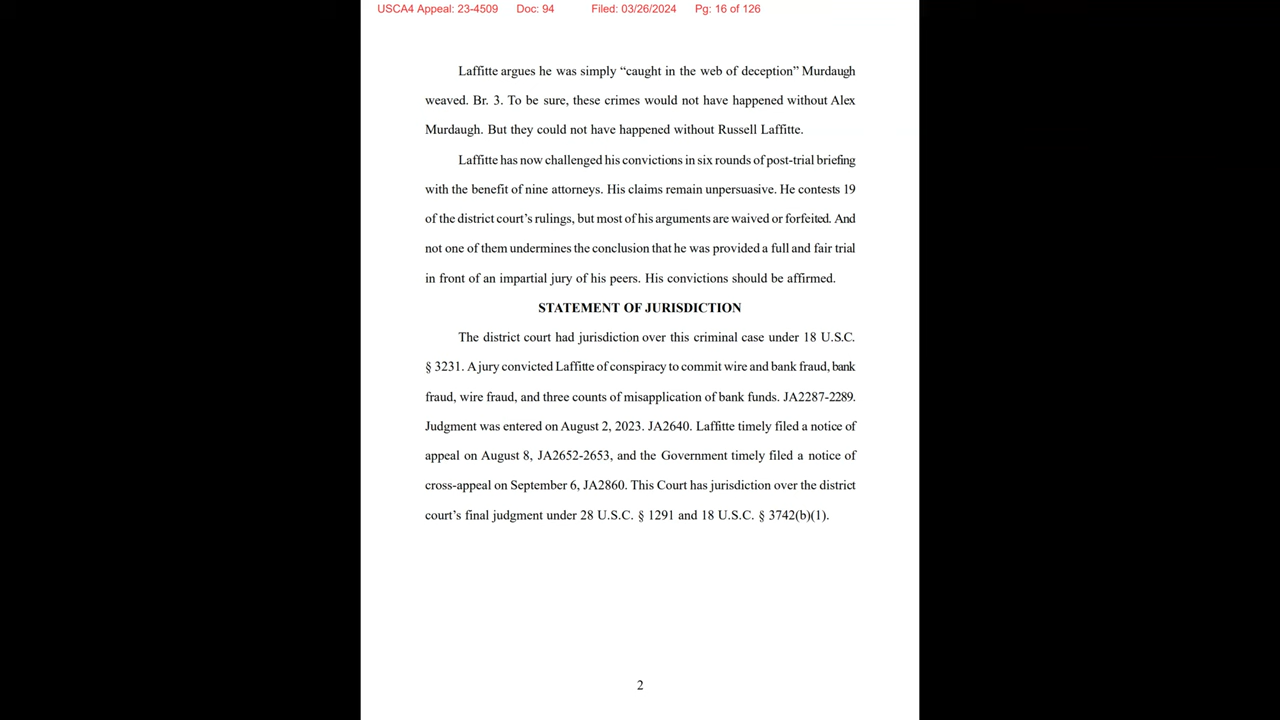 USCA4 Appeal: 23-4509 Doc: 94 Filed: 03/26/2024 Pg: 16 of 126
Laffitte argues he was simply “caught in the web of deception” Murdaugh
weaved. Br. 3. To be sure, these crimes would not have happened without Alex
Murdaugh. But they could not have happened without Russell Laffitte.
Laffitte has now challenged his convictions in six rounds of post-trial briefing
with the benefit of nine attorneys. His claims remain unpersuasive. He contests 19
of the district court’s rulings, but most of his arguments are waived or forfeited. And
not one of them undermines the conclusion that he was provided a full and fair trial
in front of an impartial jury of his peers. His convictions should be affirmed.
STATEMENT OF JURISDICTION
The district court had jurisdiction over this criminal case under 18 U.S.C.
§ 3231. A jury convicted Laffitte of conspiracy to commit wire and bank fraud, bank
fraud, wire fraud, and three counts of misapplication of bank funds. JA2287-2289.
Judgment was entered on August 2, 2023. JA2640. Laffitte timely filed a notice of
appeal on August 8, JA2652-2653, and the Government timely filed a notice of
cross-appeal on September 6, JA2860. This Court has jurisdiction over the district
court’s final judgment under 28 U.S.C. § 1291 and 18 U.S.C. § 3742(b)(1).
2